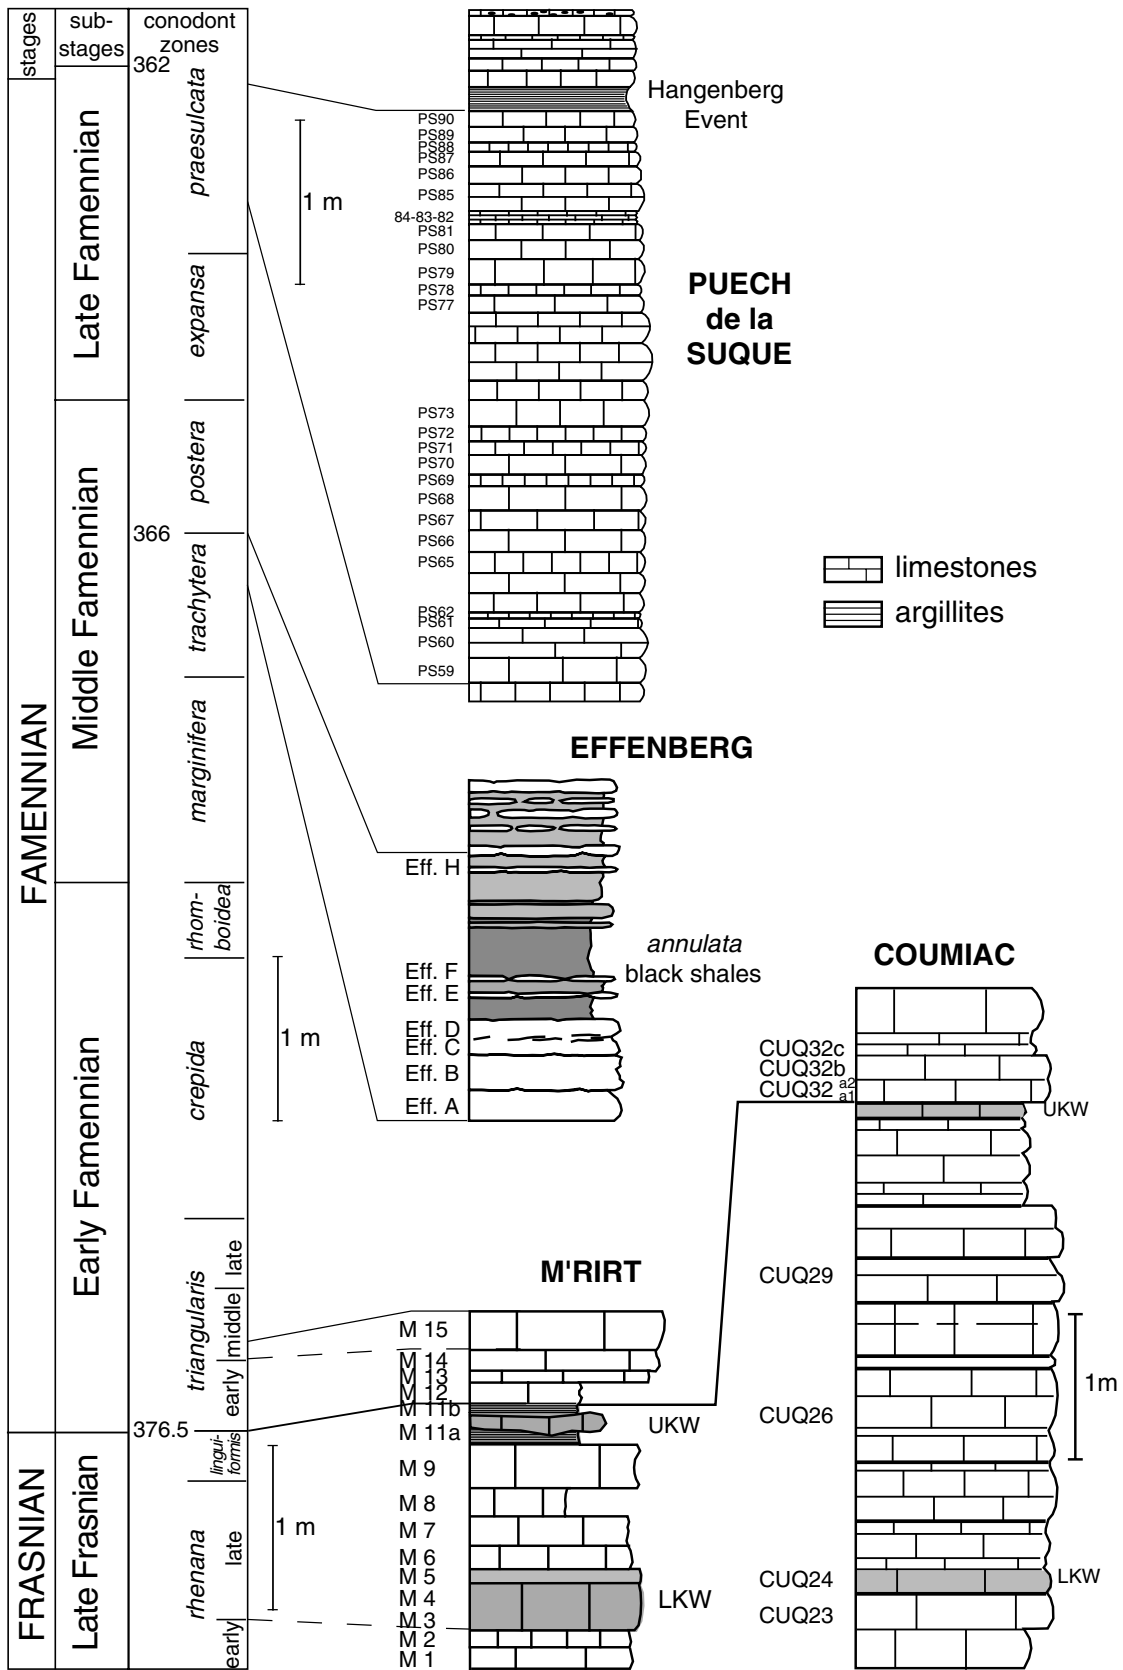 stages
sub-
stages
conodont
zones
FAMENNIAN
FRASNIAN
Late Famennian
Middle Famennian
Early Famennian
Late Frasnian
362
366
376.5
praesulcata
expansa
postera
trachytera
marginifera
rhom-
boidea
crepida
triangularis
late
middle
early
lingui-
formis
rhenana
late
early
1 m
1 m
1 m
Hangenberg
Event
PS90
PS89
PS88
PS87
PS86
PS85
84-83-82
PS81
PS80
PS79
PS78
PS77
PS73
PS72
PS71
PS70
PS69
PS68
PS67
PS66
PS65
PS62
PS61
PS60
PS59
PUECH
de la
SUQUE
limestones
argillites
EFFENBERG
Eff. H
Eff. F
Eff. E
Eff. D
Eff. C
Eff. B
Eff. A
annulata
black shales
M'RIRT
M 15
M 14
M 13
M 12
M 11b
M 11a
M 9
M 8
M 7
M 6
M 5
M 4
M 3
M 2
M 1
UKW
LKW
COUMIAC
CUQ32c
CUQ32b
CUQ32 a2
a1
UKW
CUQ29
CUQ26
1m
CUQ24
LKW
CUQ23